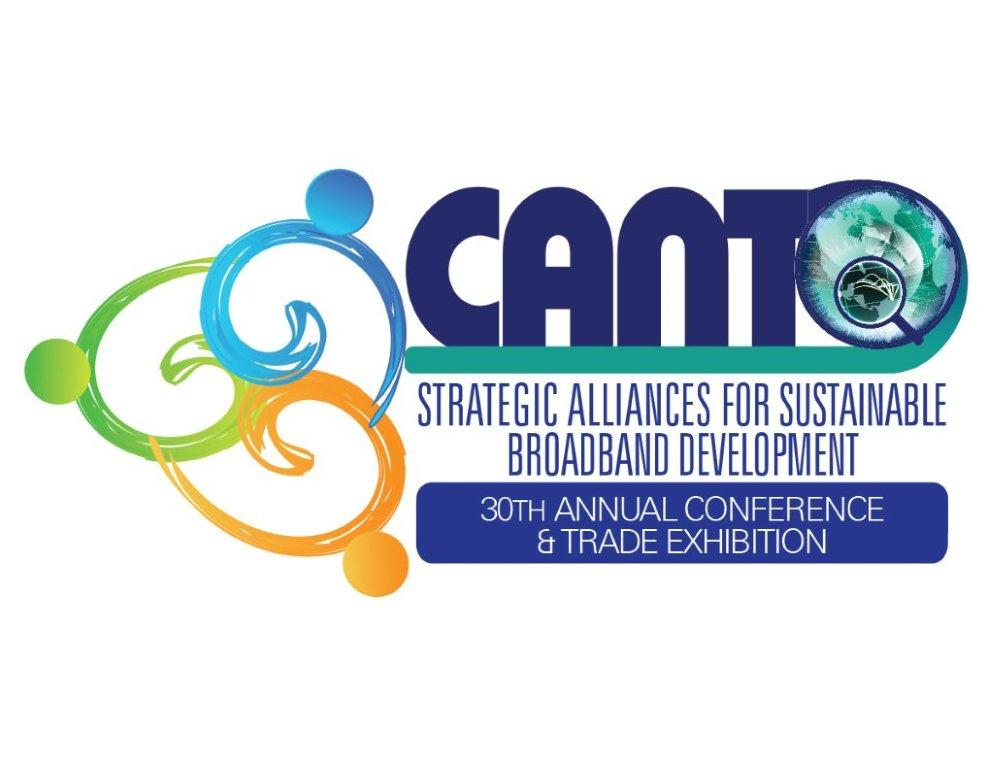 CANTO
STRATEGIC ALLIANCES FOR SUSTAINABLE
BROADBAND DEVELOPMENT
30TH ANNUAL CONFERENCE
& TRADE EXHIBITION